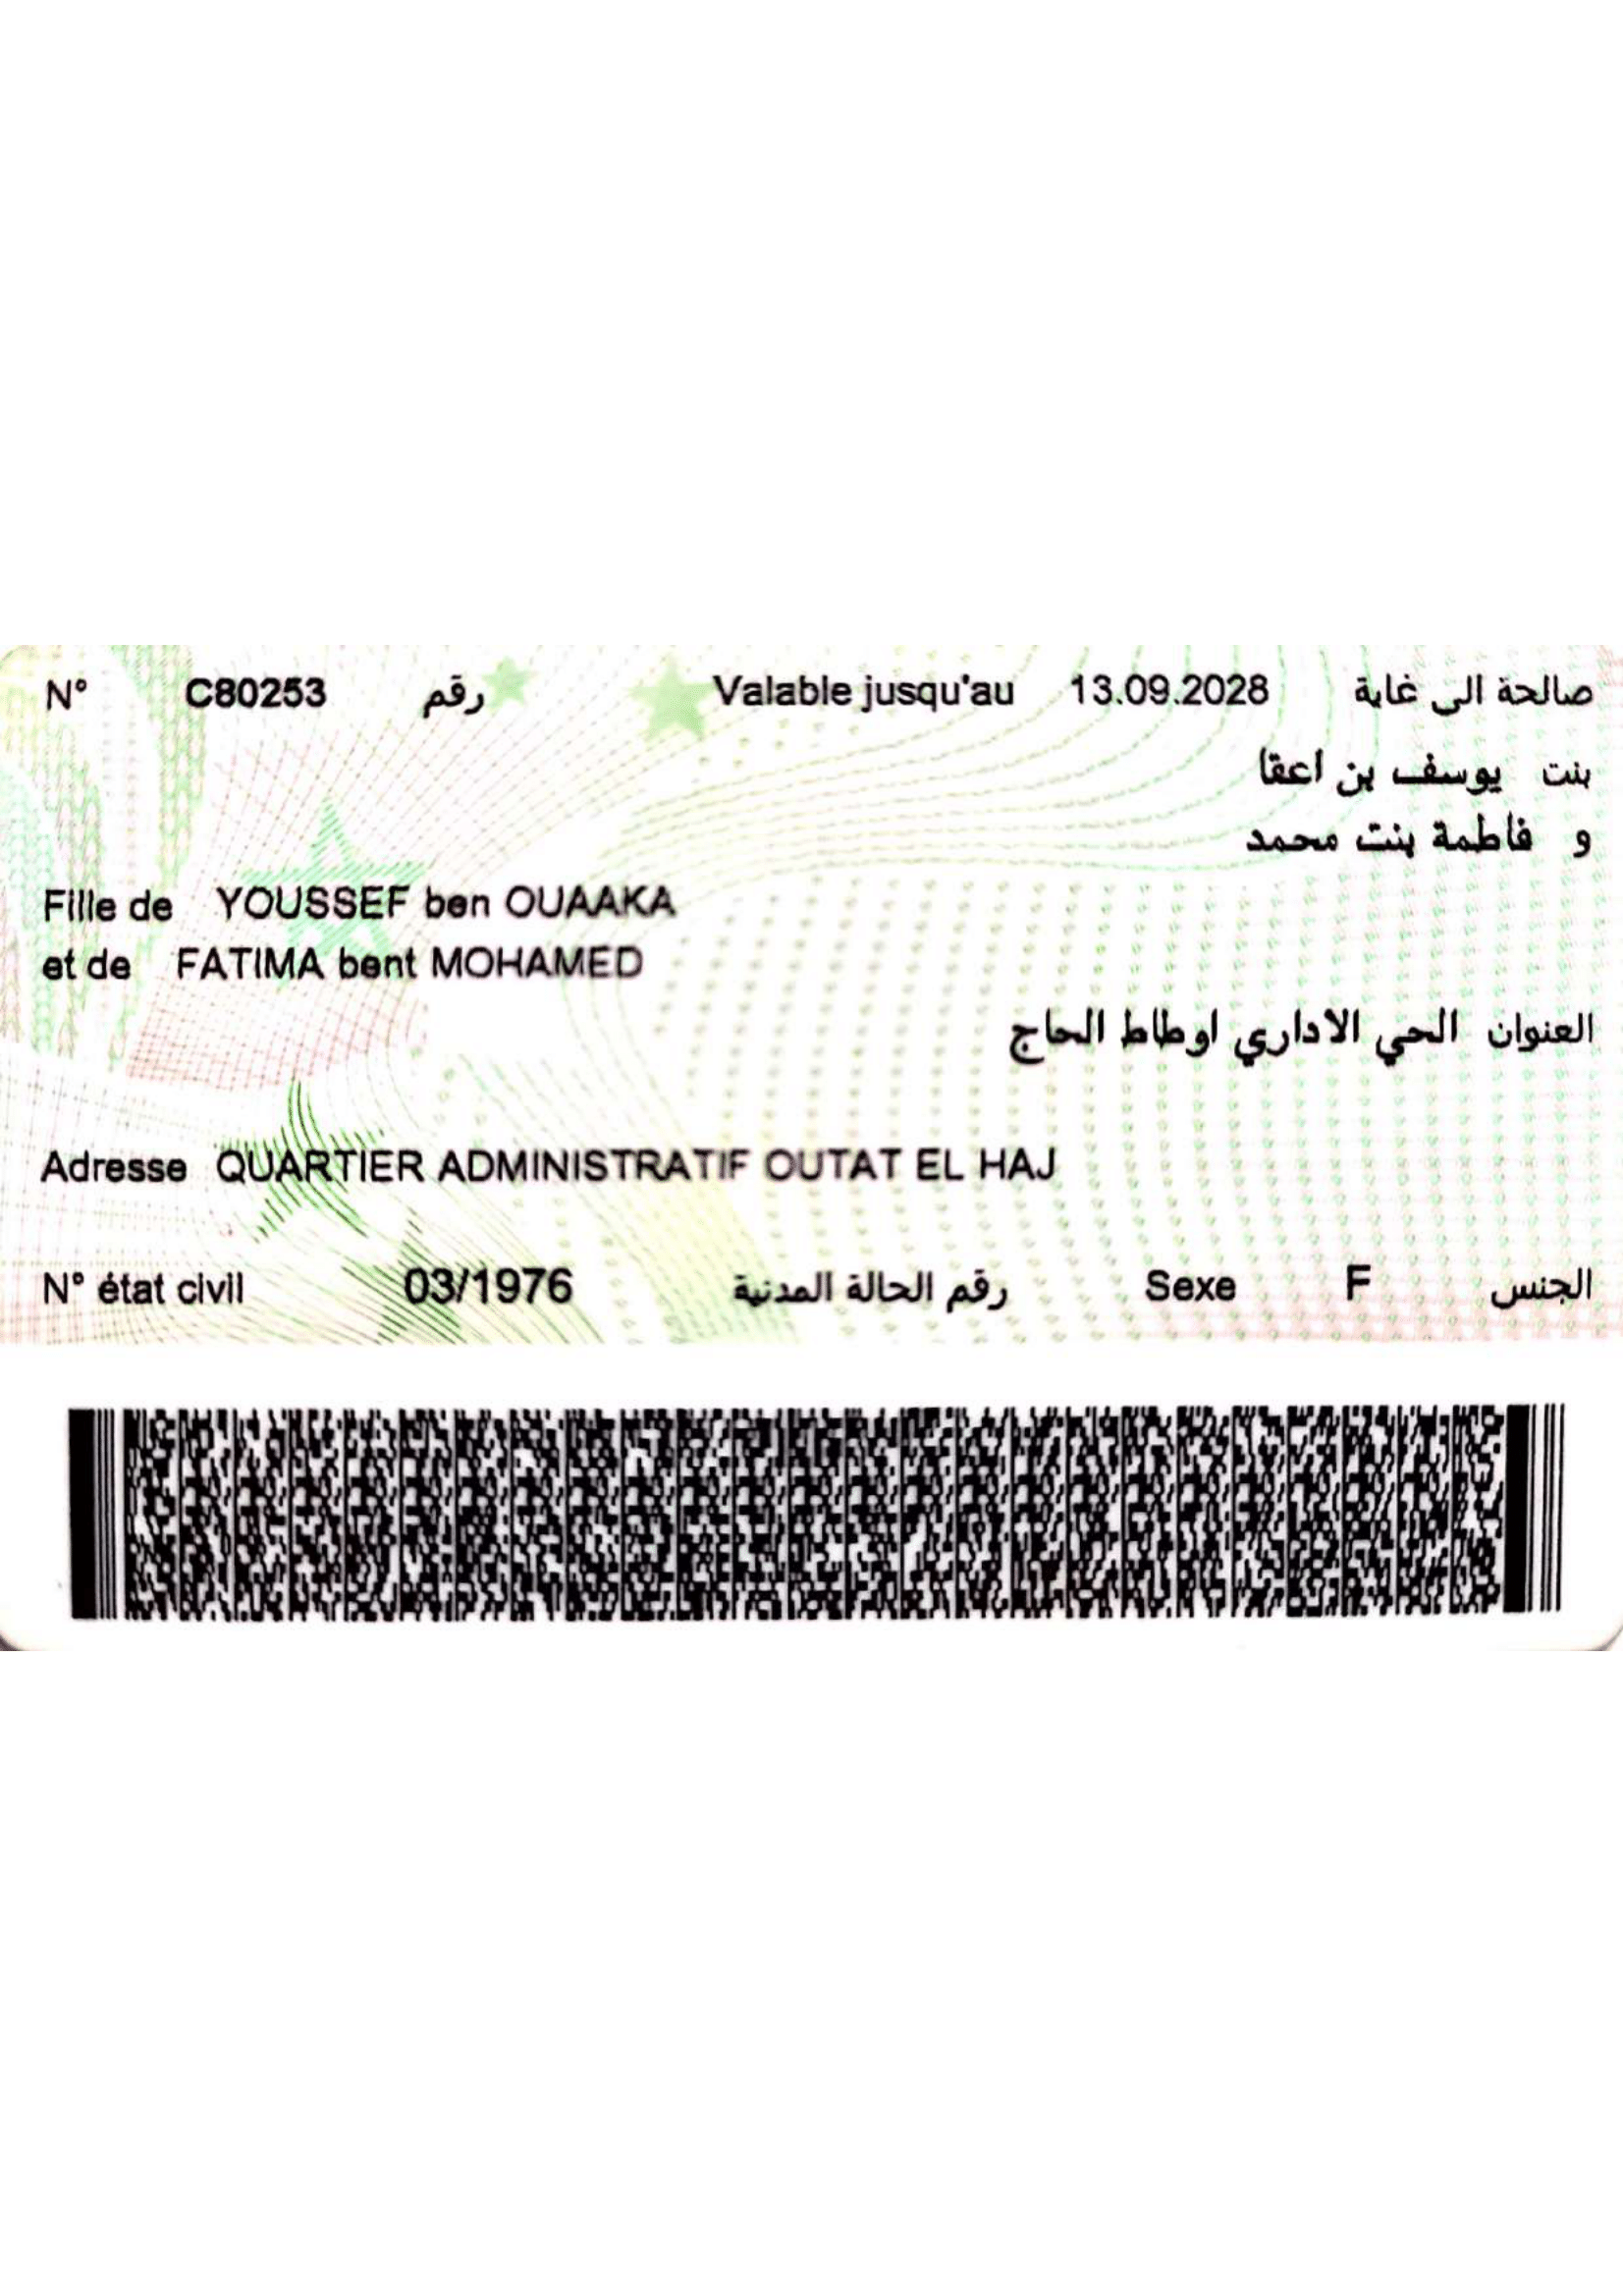 N° C80253 رقم Valable jusqu'au 13.09.2028 صالحة الى غاية
بنت يوسف بن اعقا
و فاطمة بنت محمد
Fille de YOUSSEF ben OUAAKA
et de FATIMA bent MOHAMED
العنوان الحي الاداري اوطاط الحاج
Adresse QUARTIER ADMINISTRATIF OUTAT EL HAJ
N° état civil 03/1976 رقم الحالة المدنية Sexe F الجنس